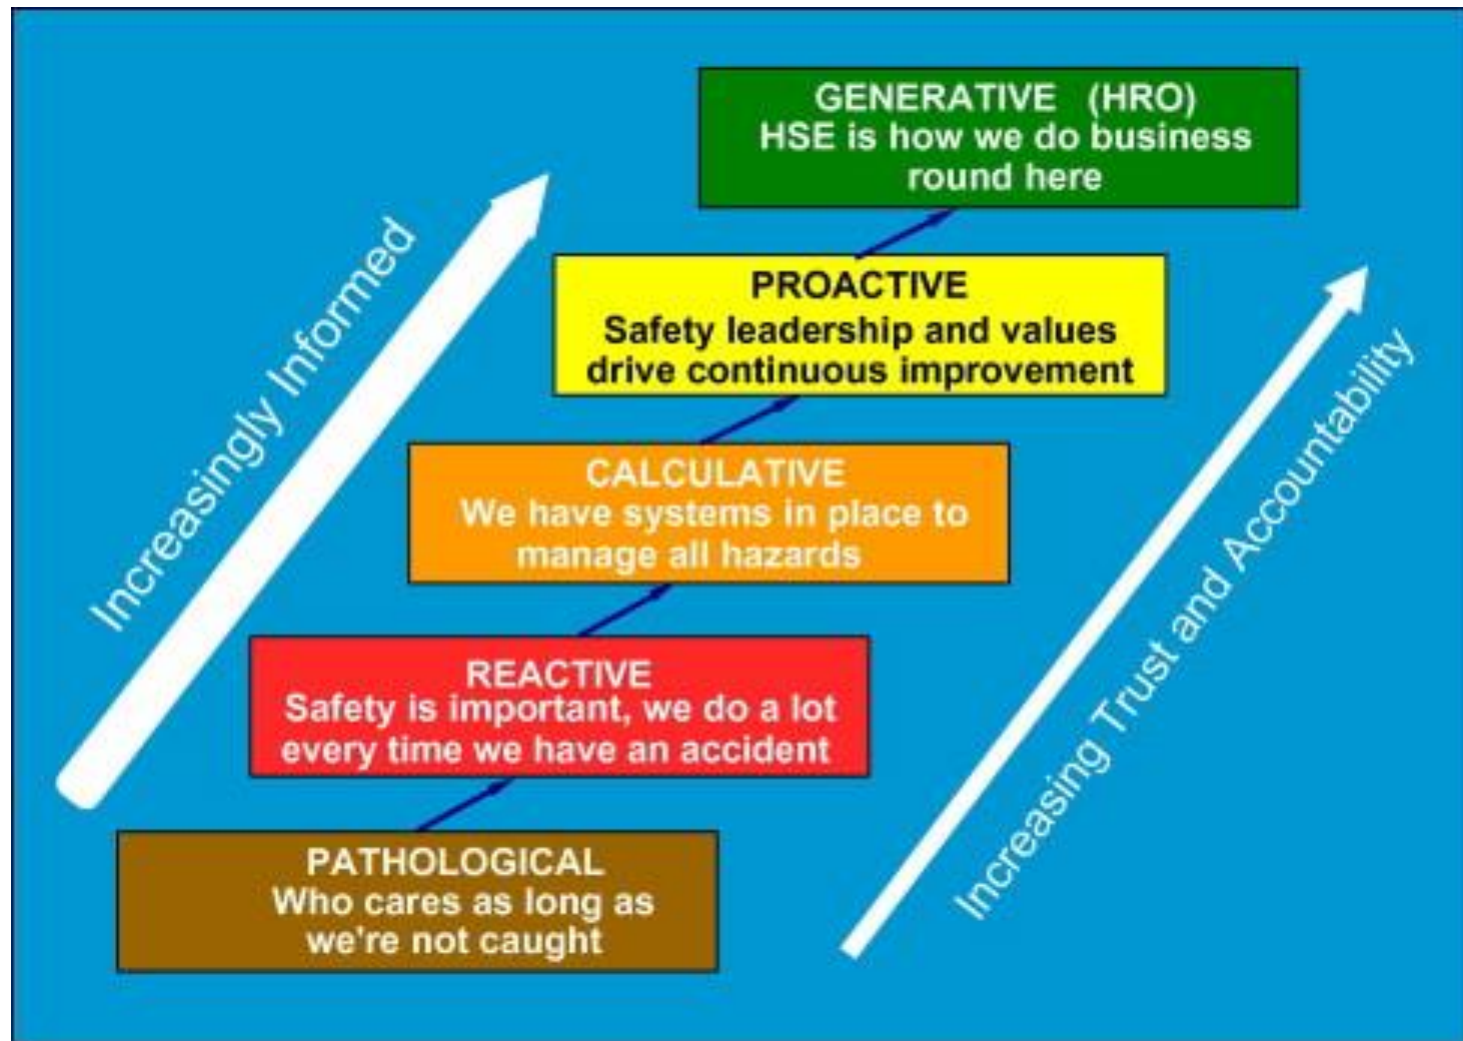 GENERATIVE (HRO)
HSE is how we do business
round here
PROACTIVE
Safety leadership and values
drive continuous improvement
CALCULATIVE
We have systems in place to
manage all hazards
REACTIVE
Safety is important, we do a lot
every time we have an accident
PATHOLOGICAL
Who cares as long as
we're not caught
Increasingly Informed
Increasing Trust and Accountability